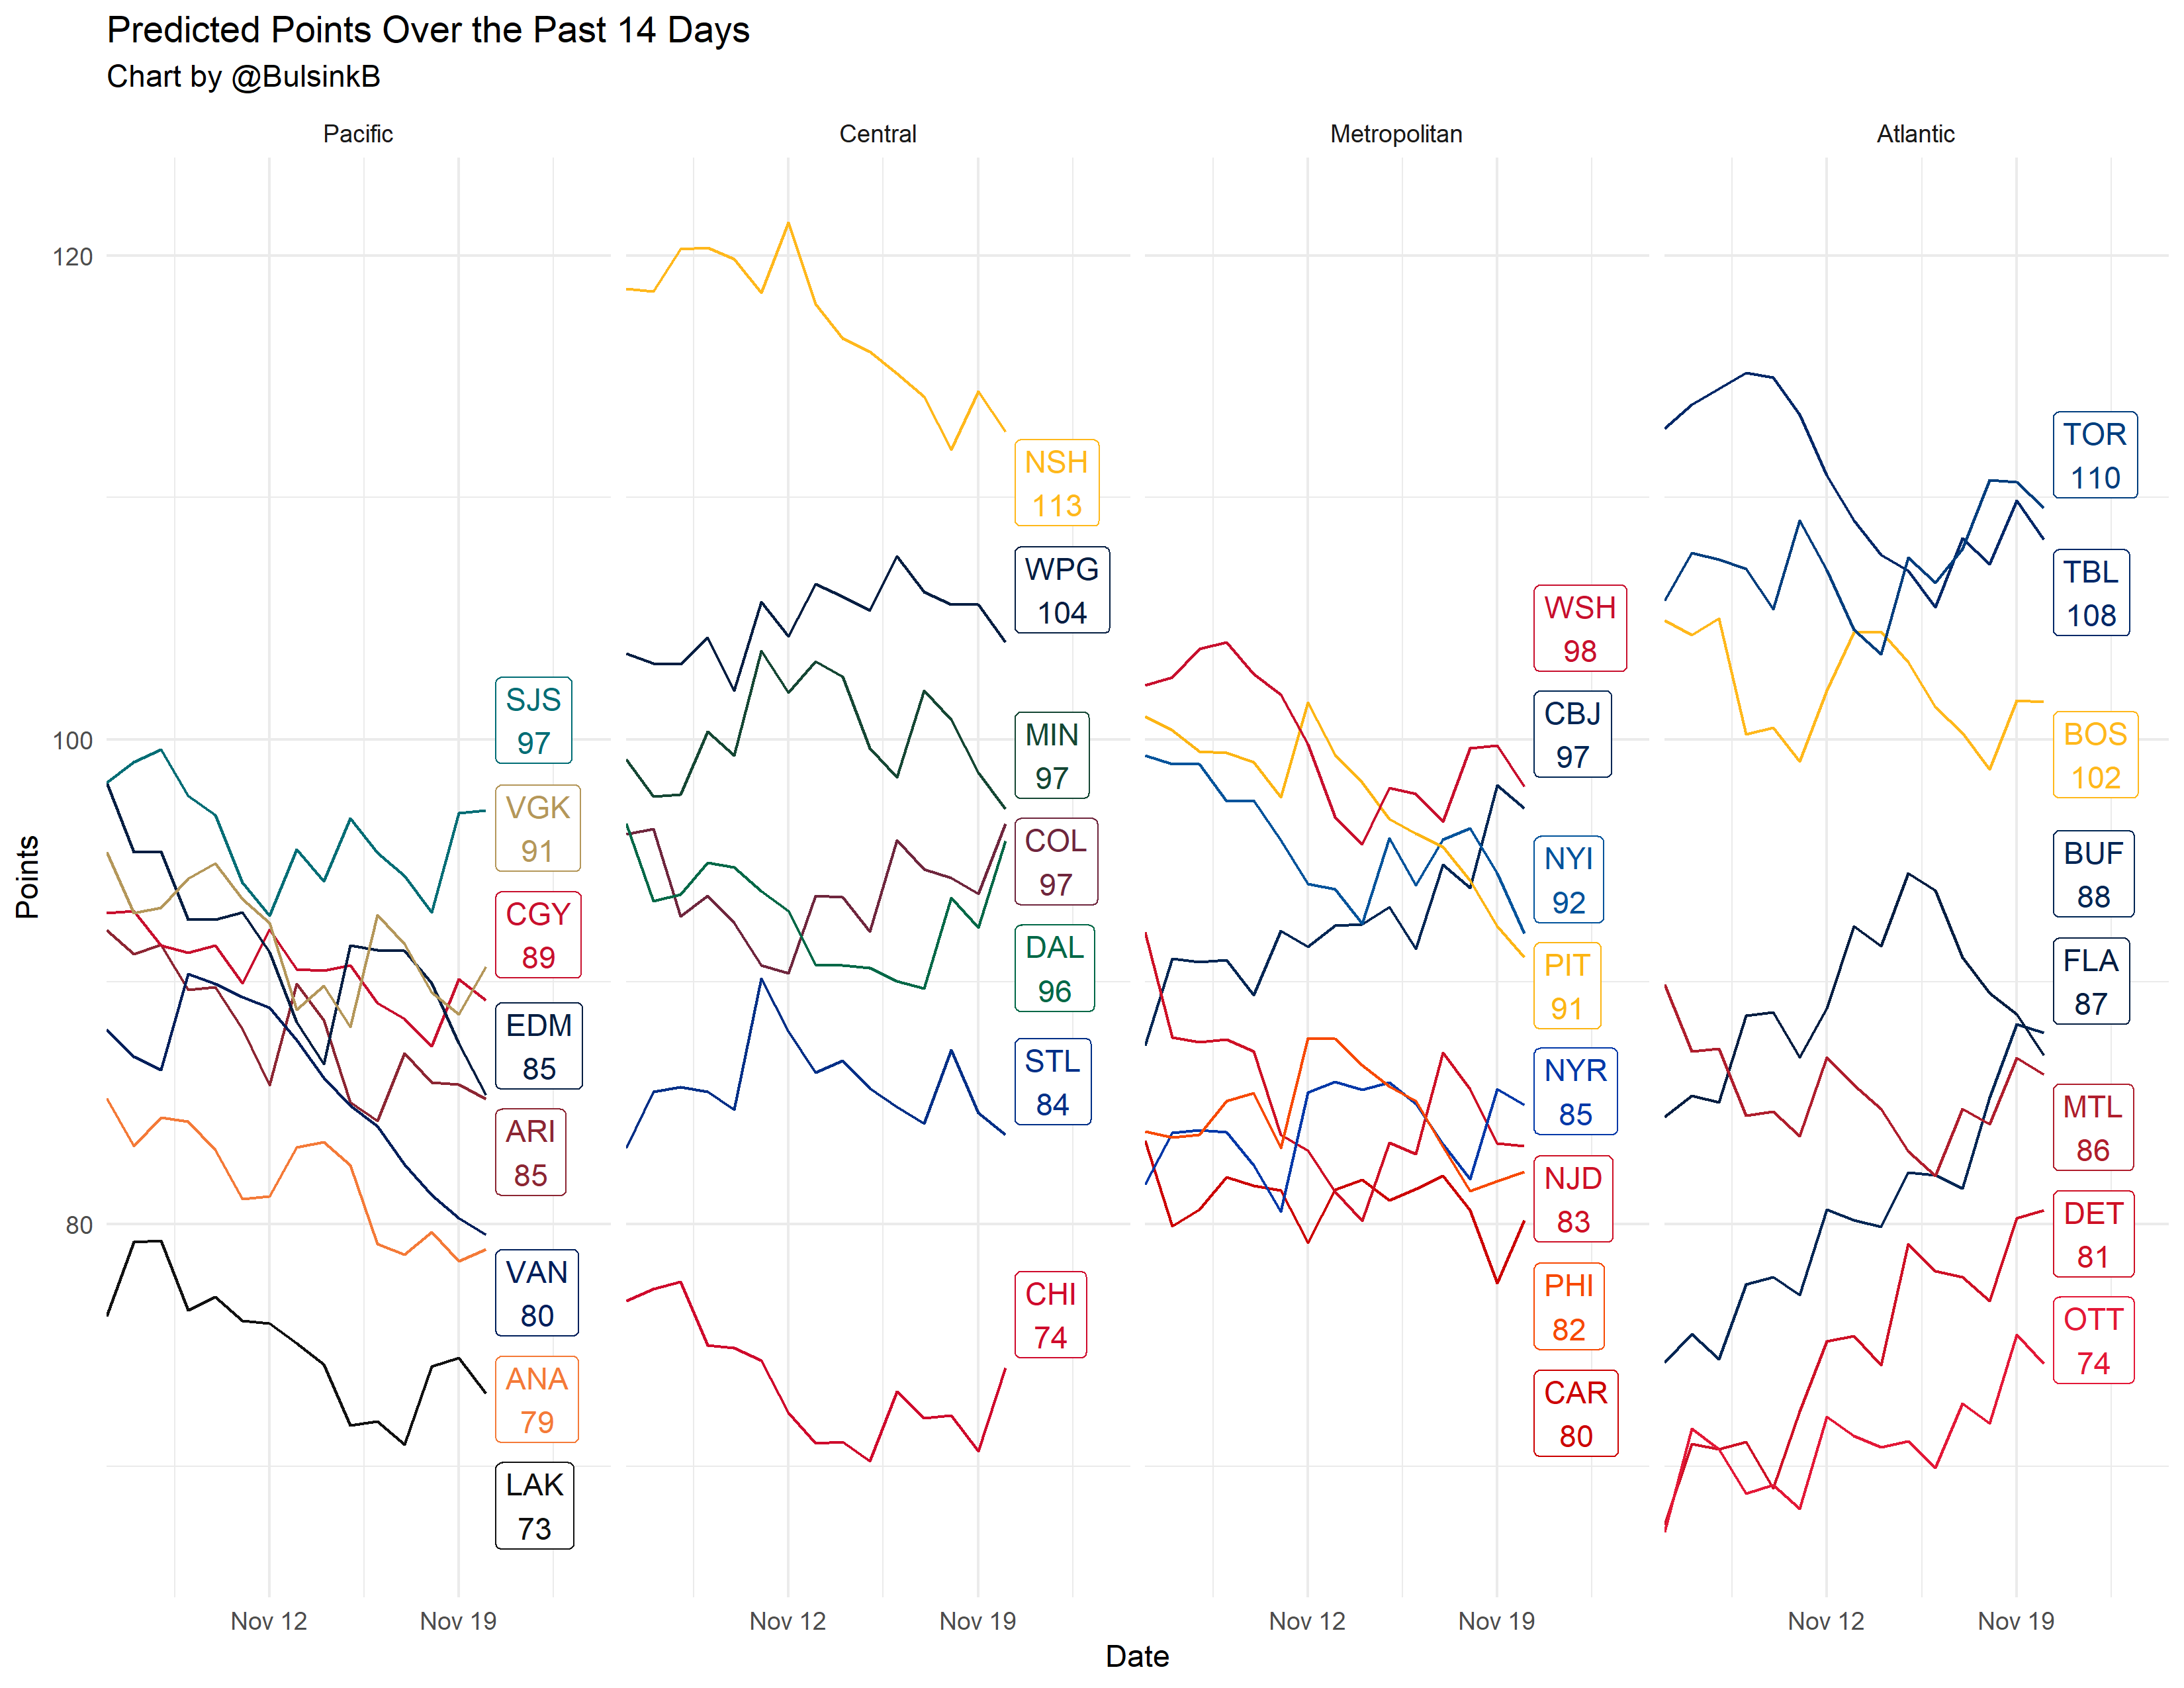 Predicted Points Over the Past 14 Days
Chart by @BulsinkB
Pacific
Central
Metropolitan
Atlantic
Points
120
100
80
SJS
97
VGK
91
CGY
89
EDM
85
ARI
85
VAN
80
ANA
79
LAK
73
NSH
113
WPG
104
MIN
97
COL
97
DAL
96
STL
84
CHI
74
WSH
98
CBJ
97
NYI
92
PIT
91
NYR
85
NJD
83
PHI
82
CAR
80
TOR
110
TBL
108
BOS
102
BUF
88
FLA
87
MTL
86
DET
81
OTT
74
Nov 12 Nov 19
Nov 12 Nov 19
Nov 12 Nov 19
Nov 12 Nov 19
Date